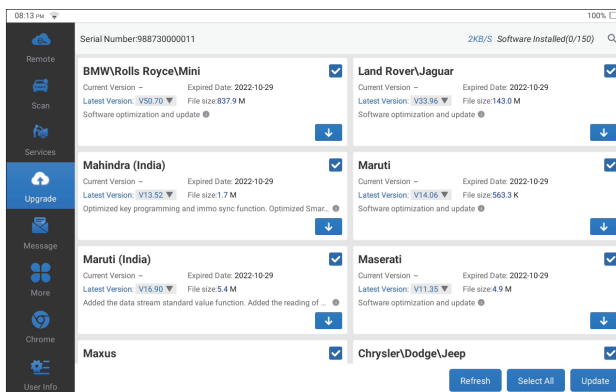 08:13 PM 100%
Remote
Scan
Services
Upgrade
Message
More
Chrome
User Info
Serial Number:988730000011 2KB/S Software Installed(0/150)
BMW\Rolls Royce\Mini
Current Version – Expired Date: 2022-10-29
Latest Version: V50.70 ▼ File size:837.9 M
Software optimization and update
Land Rover\Jaguar
Current Version – Expired Date: 2022-10-29
Latest Version: V33.96 ▼ File size:143.0 M
Software optimization and update
Mahindra (India)
Current Version – Expired Date: 2022-10-29
Latest Version: V13.52 ▼ File size:1.7 M
Optimized key programming and immo sync function. Optimized Smar...
Maruti
Current Version – Expired Date: 2022-10-29
Latest Version: V14.06 ▼ File size:563.3 K
Software optimization and update
Maruti (India)
Current Version – Expired Date: 2022-10-29
Latest Version: V16.90 ▼ File size:5.4 M
Added the data stream standard value function. Added the reading of ...
Maserati
Current Version – Expired Date: 2022-10-29
Latest Version: V11.35 ▼ File size:4.9 M
Software optimization and update
Maxus
Chrysler\Dodge\Jeep
Refresh Select All Update